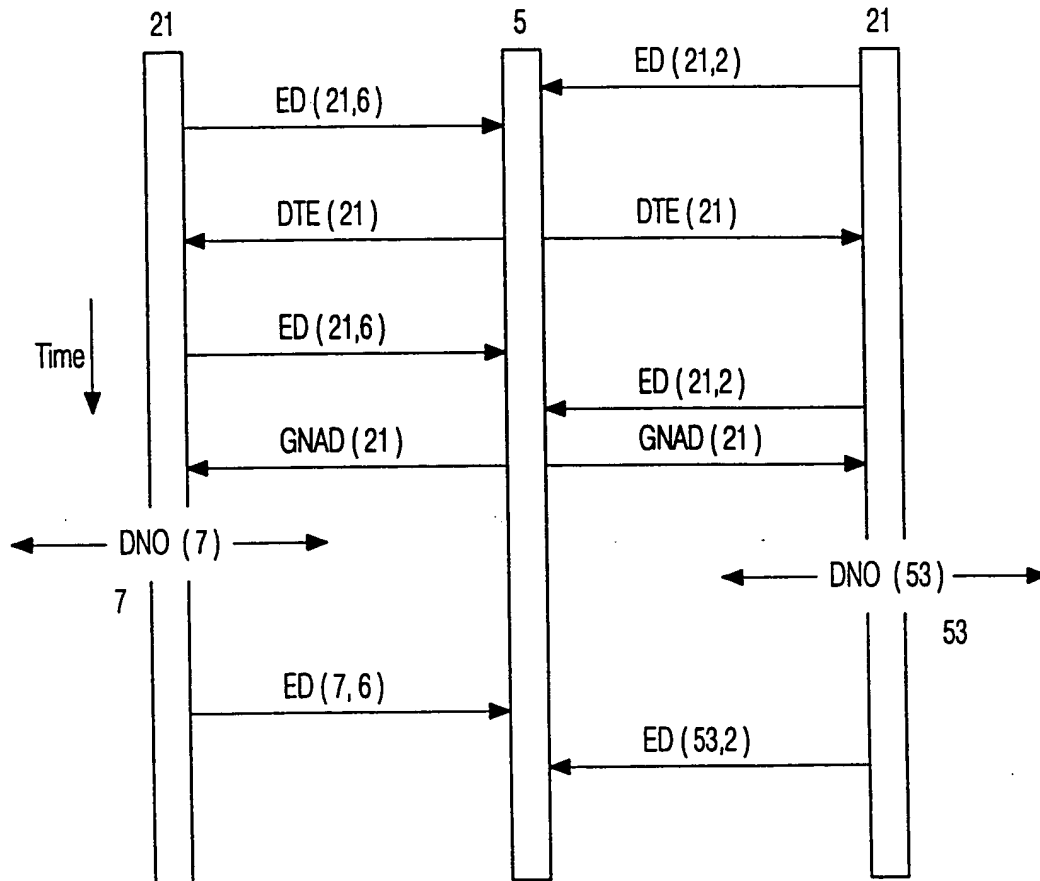 21 5 21
ED (21,2)
ED (21,6)
DTE (21) DTE (21)
ED (21,6)
Time
ED (21,2)
GNAD (21) GNAD (21)
DNO (7)
DNO (53)
7
53
ED (7, 6)
ED (53,2)